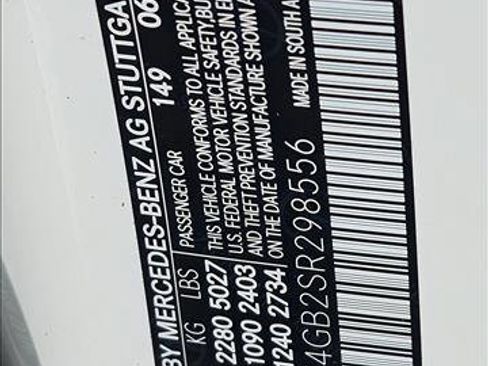 BY MERCEDES-BENZ AG STUTTGA
149 06
KG LBS PASSENGER CAR
2280 5027 THIS VEHICLE CONFORMS TO ALL APPLICA
U.S. FEDERAL MOTOR VEHICLE SAFETY, BU
1090 2403 AND THEFT PREVENTION STANDARDS IN E
1240 2734 ON THE DATE OF MANUFACTURE SHOWN A
4GB2SR298556 MADE IN SOUTH A